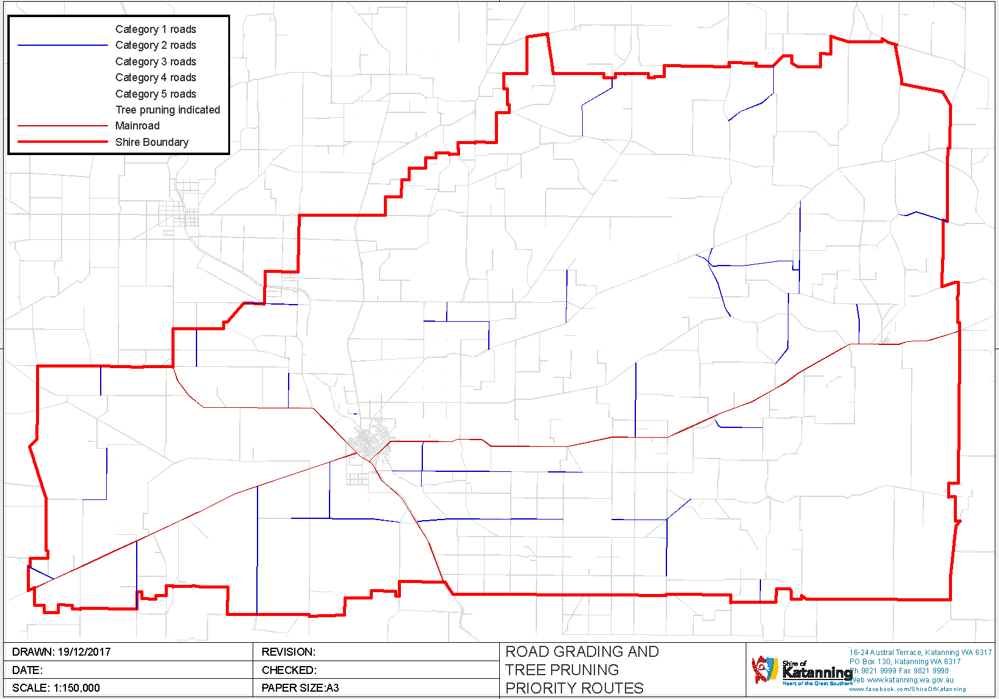 Category 1 roads
Category 2 roads
Category 3 roads
Category 4 roads
Category 5 roads
Tree pruning indicated
Mainroad
Shire Boundary
DRAWN: 19/12/2017
DATE:
SCALE: 1:150,000
REVISION:
CHECKED:
PAPER SIZE:A3
ROAD GRADING AND
TREE PRUNING
PRIORITY ROUTES
Shire of
Katanning
Heart of the Great Southern
16-24 Austral Terrace, Katanning WA 6317
PO Box 130, Katanning WA 6317
Ph 9821 9999 Fax 9821 9998
Web www.katanning.wa.gov.au
www.facebook.com/ShireOfKatanning